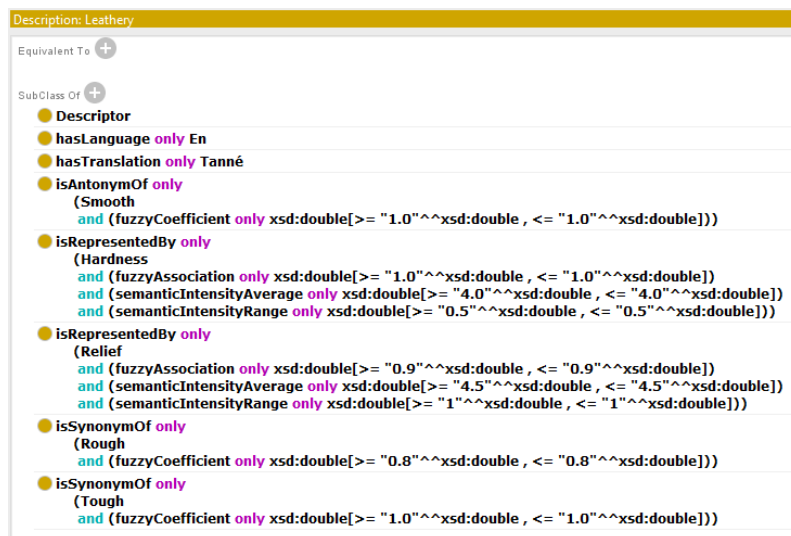 Description: Leathery
Equivalent To
SubClass Of
Descriptor
hasLanguage only En
hasTranslation only Tanné
isAntonymOf only
(Smooth
and (fuzzyCoefficient only xsd:double[>= "1.0"^^xsd:double , <= "1.0"^^xsd:double]))
isRepresentedBy only
(Hardness
and (fuzzyAssociation only xsd:double[>= "1.0"^^xsd:double , <= "1.0"^^xsd:double])
and (semanticIntensityAverage only xsd:double[>= "4.0"^^xsd:double , <= "4.0"^^xsd:double])
and (semanticIntensityRange only xsd:double[>= "0.5"^^xsd:double , <= "0.5"^^xsd:double]))
isRepresentedBy only
(Relief
and (fuzzyAssociation only xsd:double[>= "0.9"^^xsd:double , <= "0.9"^^xsd:double])
and (semanticIntensityAverage only xsd:double[>= "4.5"^^xsd:double , <= "4.5"^^xsd:double])
and (semanticIntensityRange only xsd:double[>= "1"^^xsd:double , <= "1"^^xsd:double]))
isSynonymOf only
(Rough
and (fuzzyCoefficient only xsd:double[>= "0.8"^^xsd:double , <= "0.8"^^xsd:double]))
isSynonymOf only
(Tough
and (fuzzyCoefficient only xsd:double[>= "1.0"^^xsd:double , <= "1.0"^^xsd:double]))